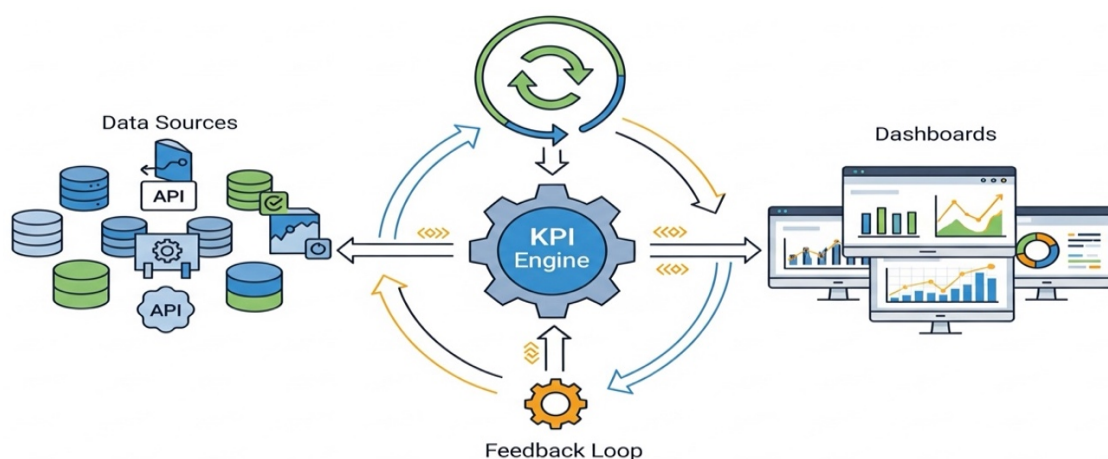 Data Sources
API
API
KPI
Engine
Dashboards
Feedback Loop